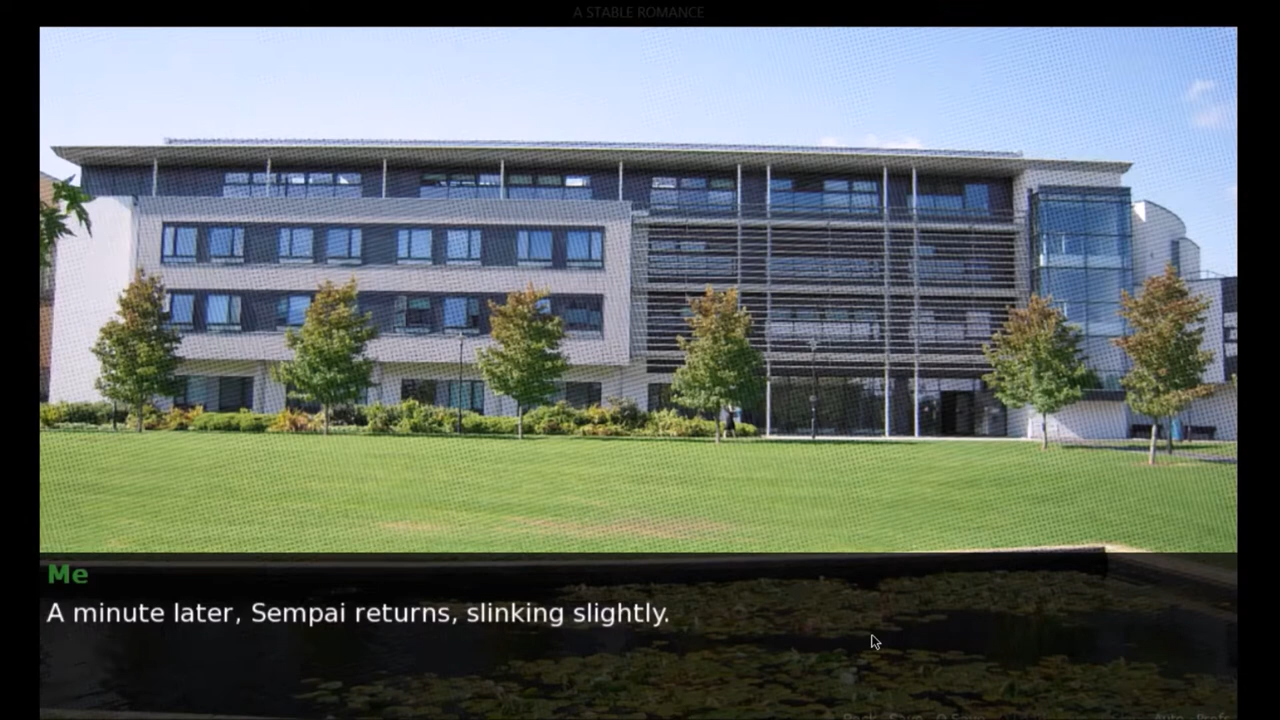 A STABLE ROMANCE
Me
A minute later, Sempai returns, slinking slightly.